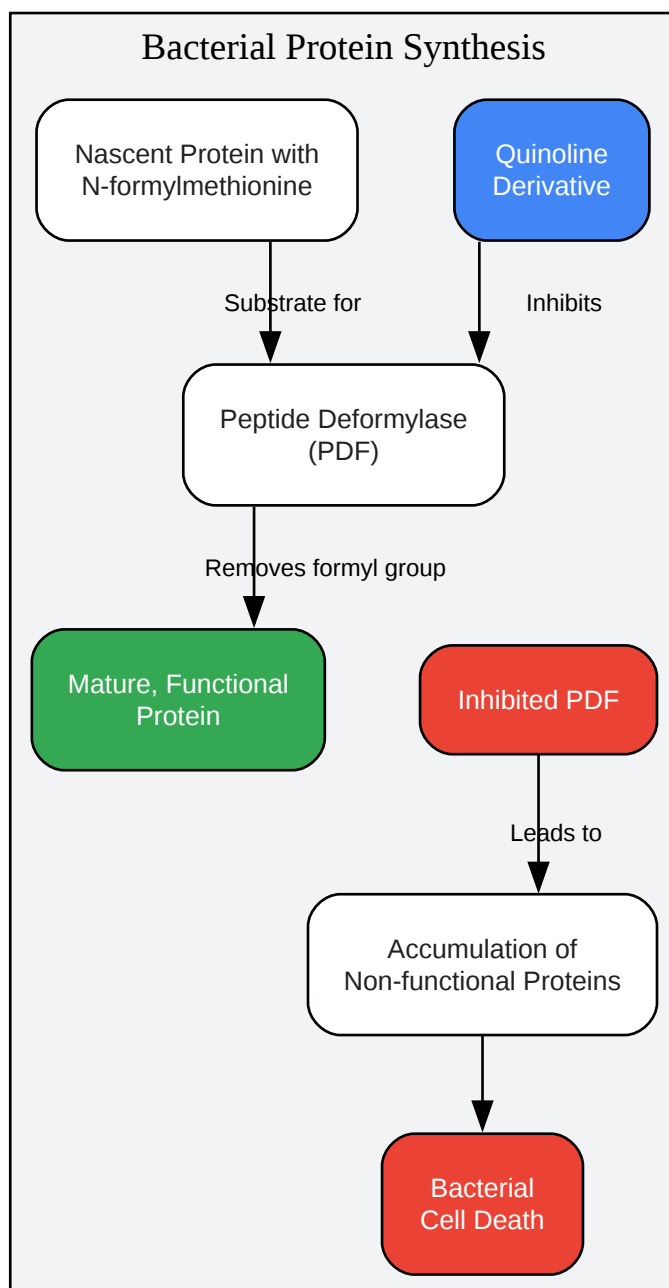 Bacterial Protein Synthesis
Nascent Protein with
N-formylmethionine
Quinoline
Derivative
Substrate for
Inhibits
Peptide Deformylase
(PDF)
Removes formyl group
Mature, Functional
Protein
Inhibited PDF
Leads to
Accumulation of
Non-functional Proteins
Bacterial
Cell Death